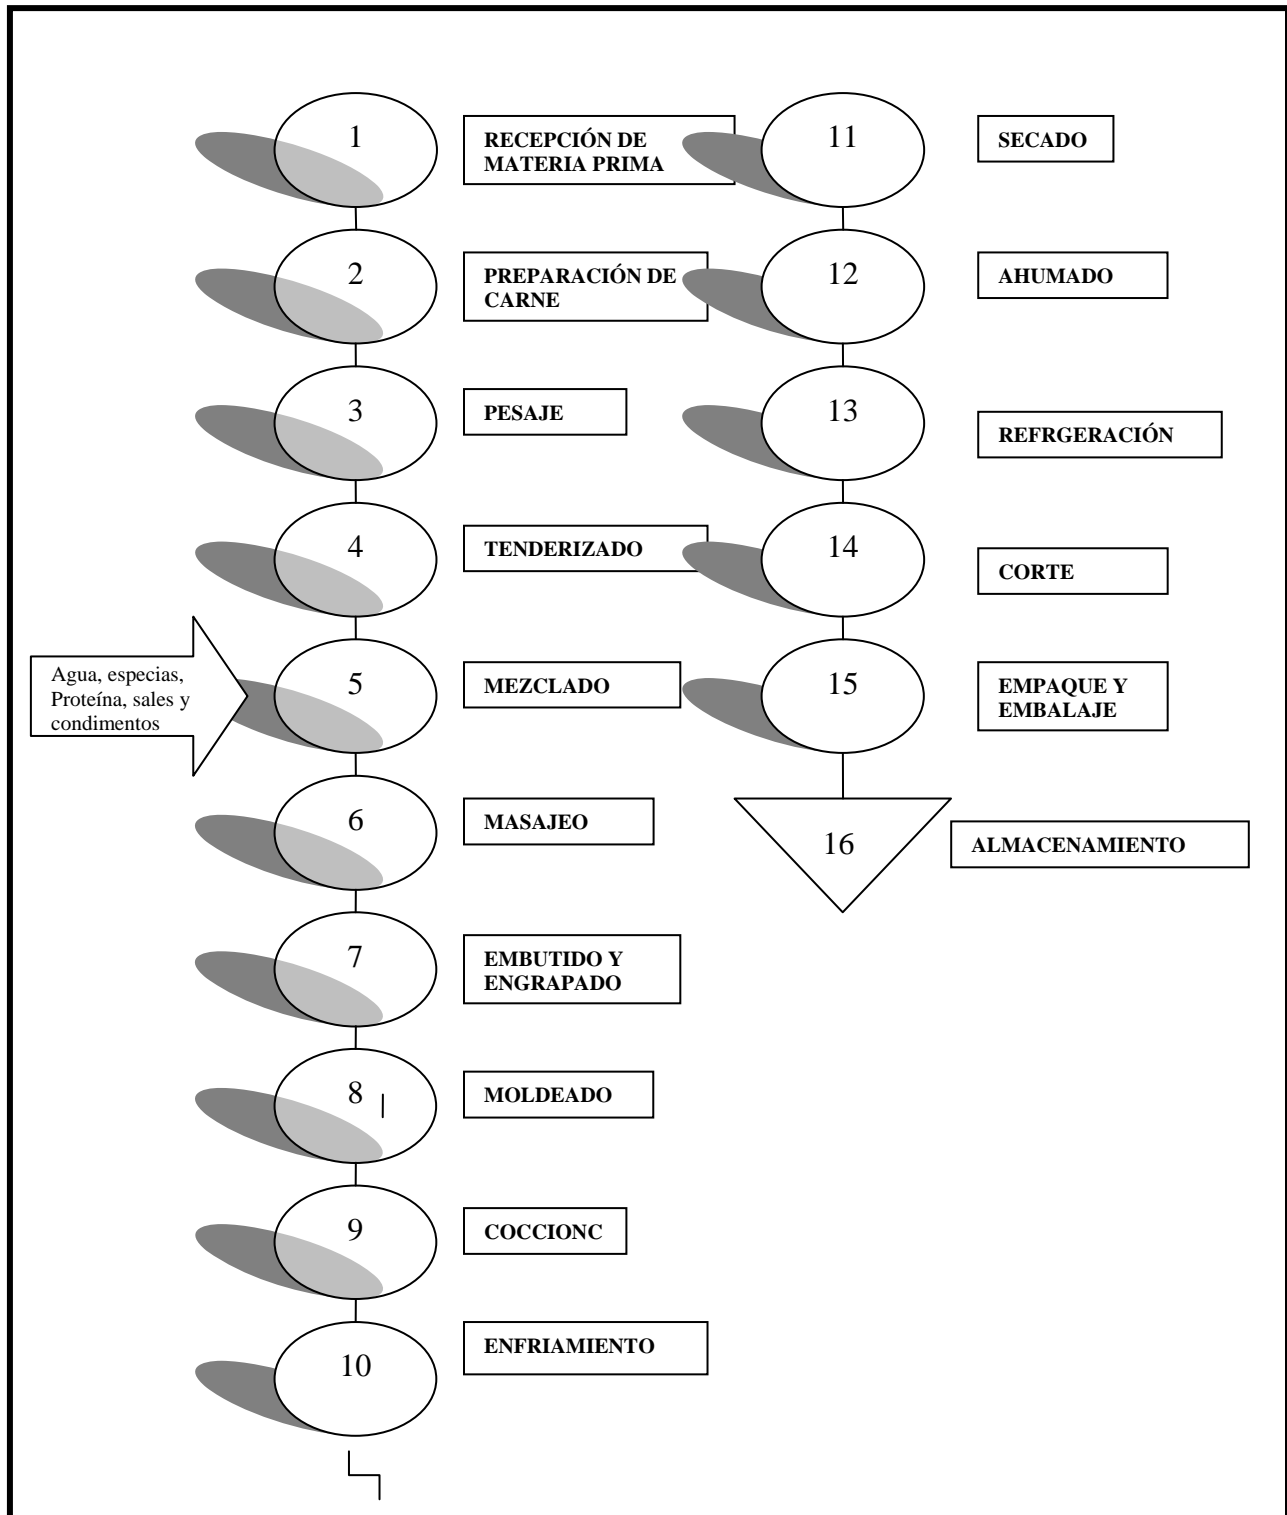 1
RECEPCIÓN DE
MATERIA PRIMA
2
PREPARACIÓN DE
CARNE
3
PESAJE
4
TENDERIZADO
Agua, especias,
Proteína, sales y
condimentos
5
MEZCLADO
6
MASAJEO
7
EMBUTIDO Y
ENGRAPADO
8
MOLDEADO
9
COCCIONC
10
ENFRIAMIENTO
11
SECADO
12
AHUMADO
13
REFRGERACIÓN
14
CORTE
15
EMPAQUE Y
EMBALAJE
16
ALMACENAMIENTO